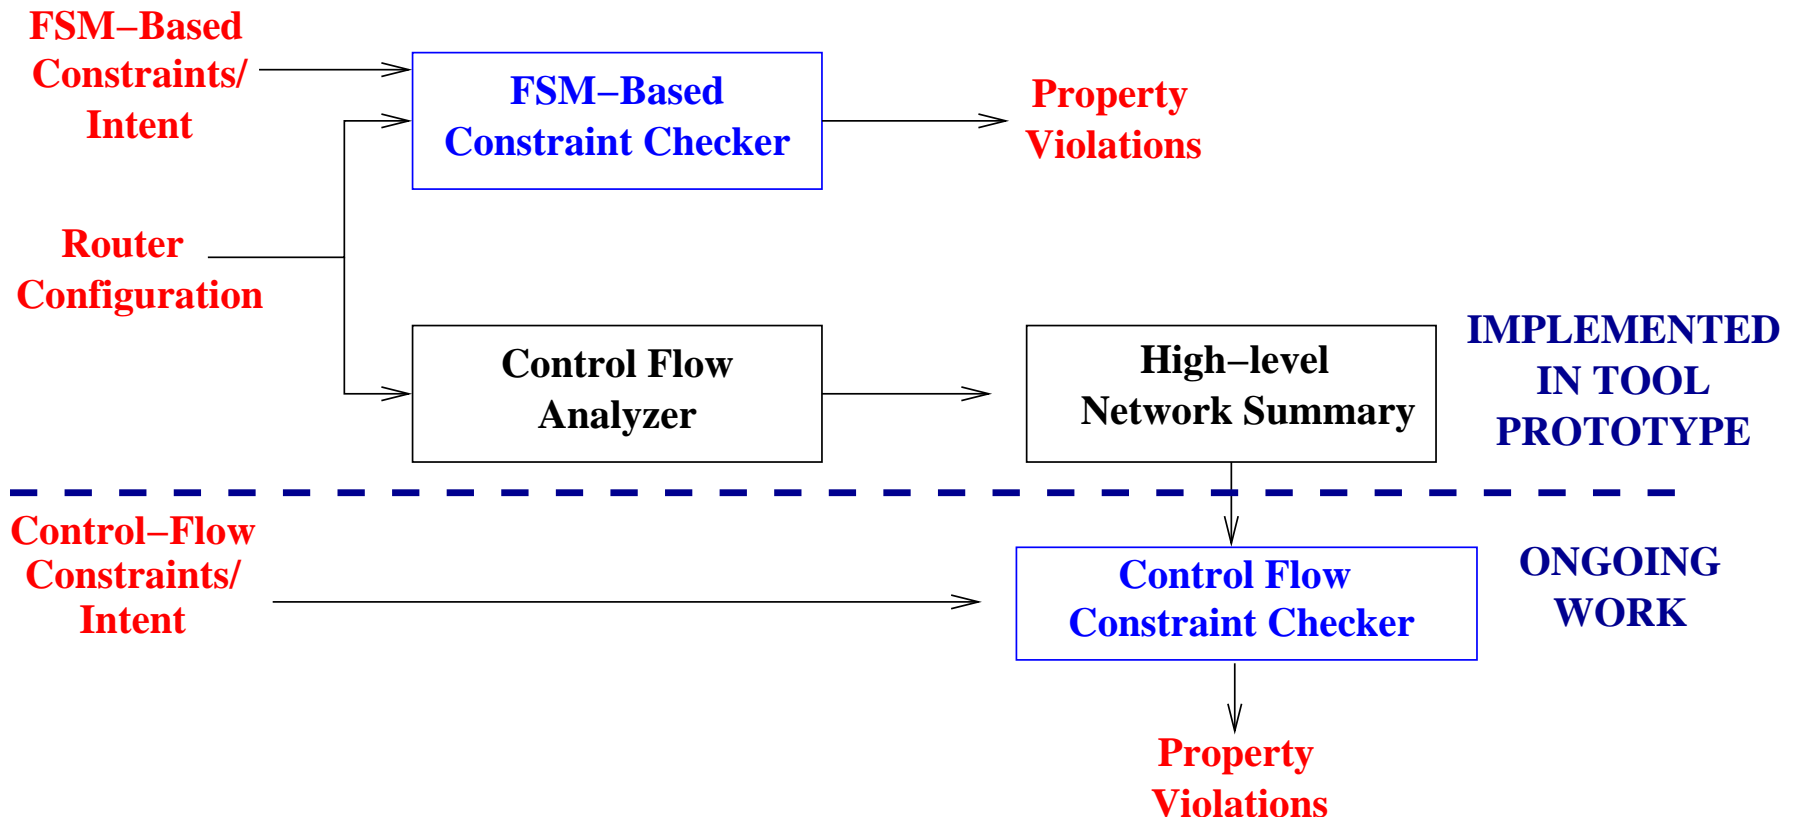 FSM−Based
Constraints/
Intent
FSM−Based
Constraint Checker
Property
Violations
Router
Configuration
Control Flow
Analyzer
High−level
Network Summary
IMPLEMENTED
IN TOOL
PROTOTYPE
Control−Flow
Constraints/
Intent
Control Flow
Constraint Checker
ONGOING
WORK
Property
Violations